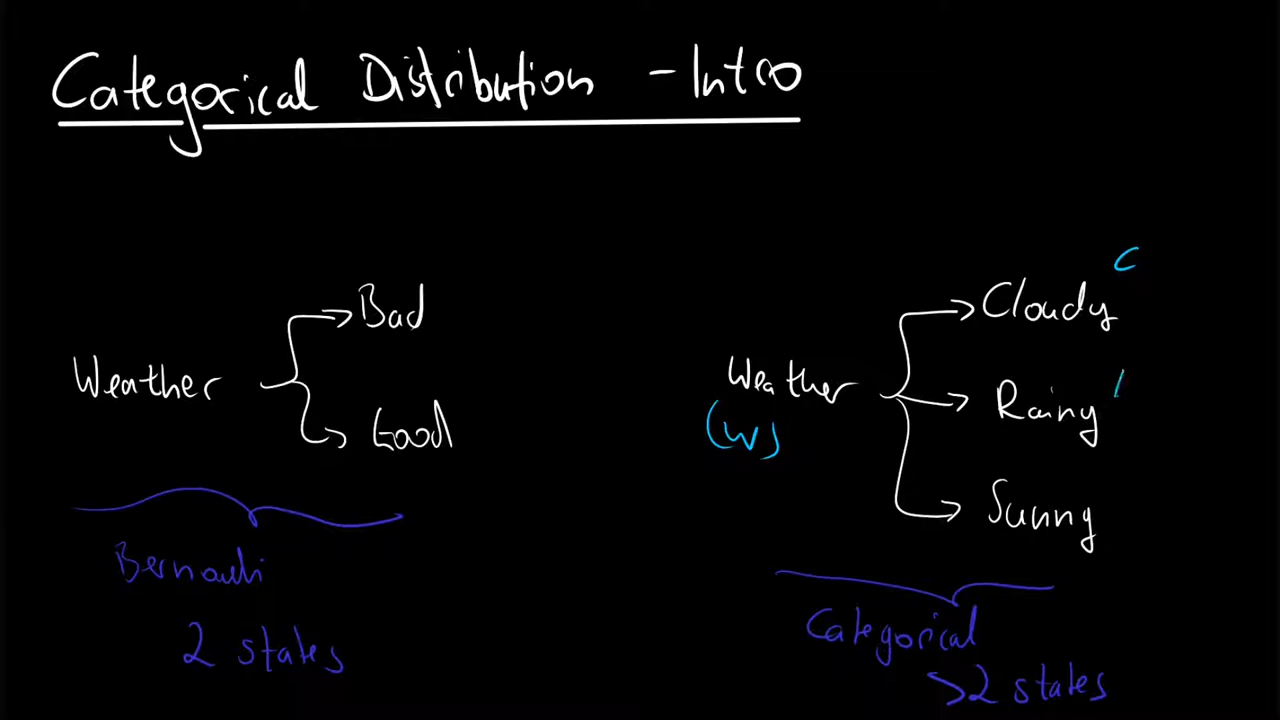 Categorical Distribution - Intro
Weather
Bad
Good
Bernoulli
2 states
Weather
(W)
Cloudy C
Rainy
Sunny
Categorical
>2 states